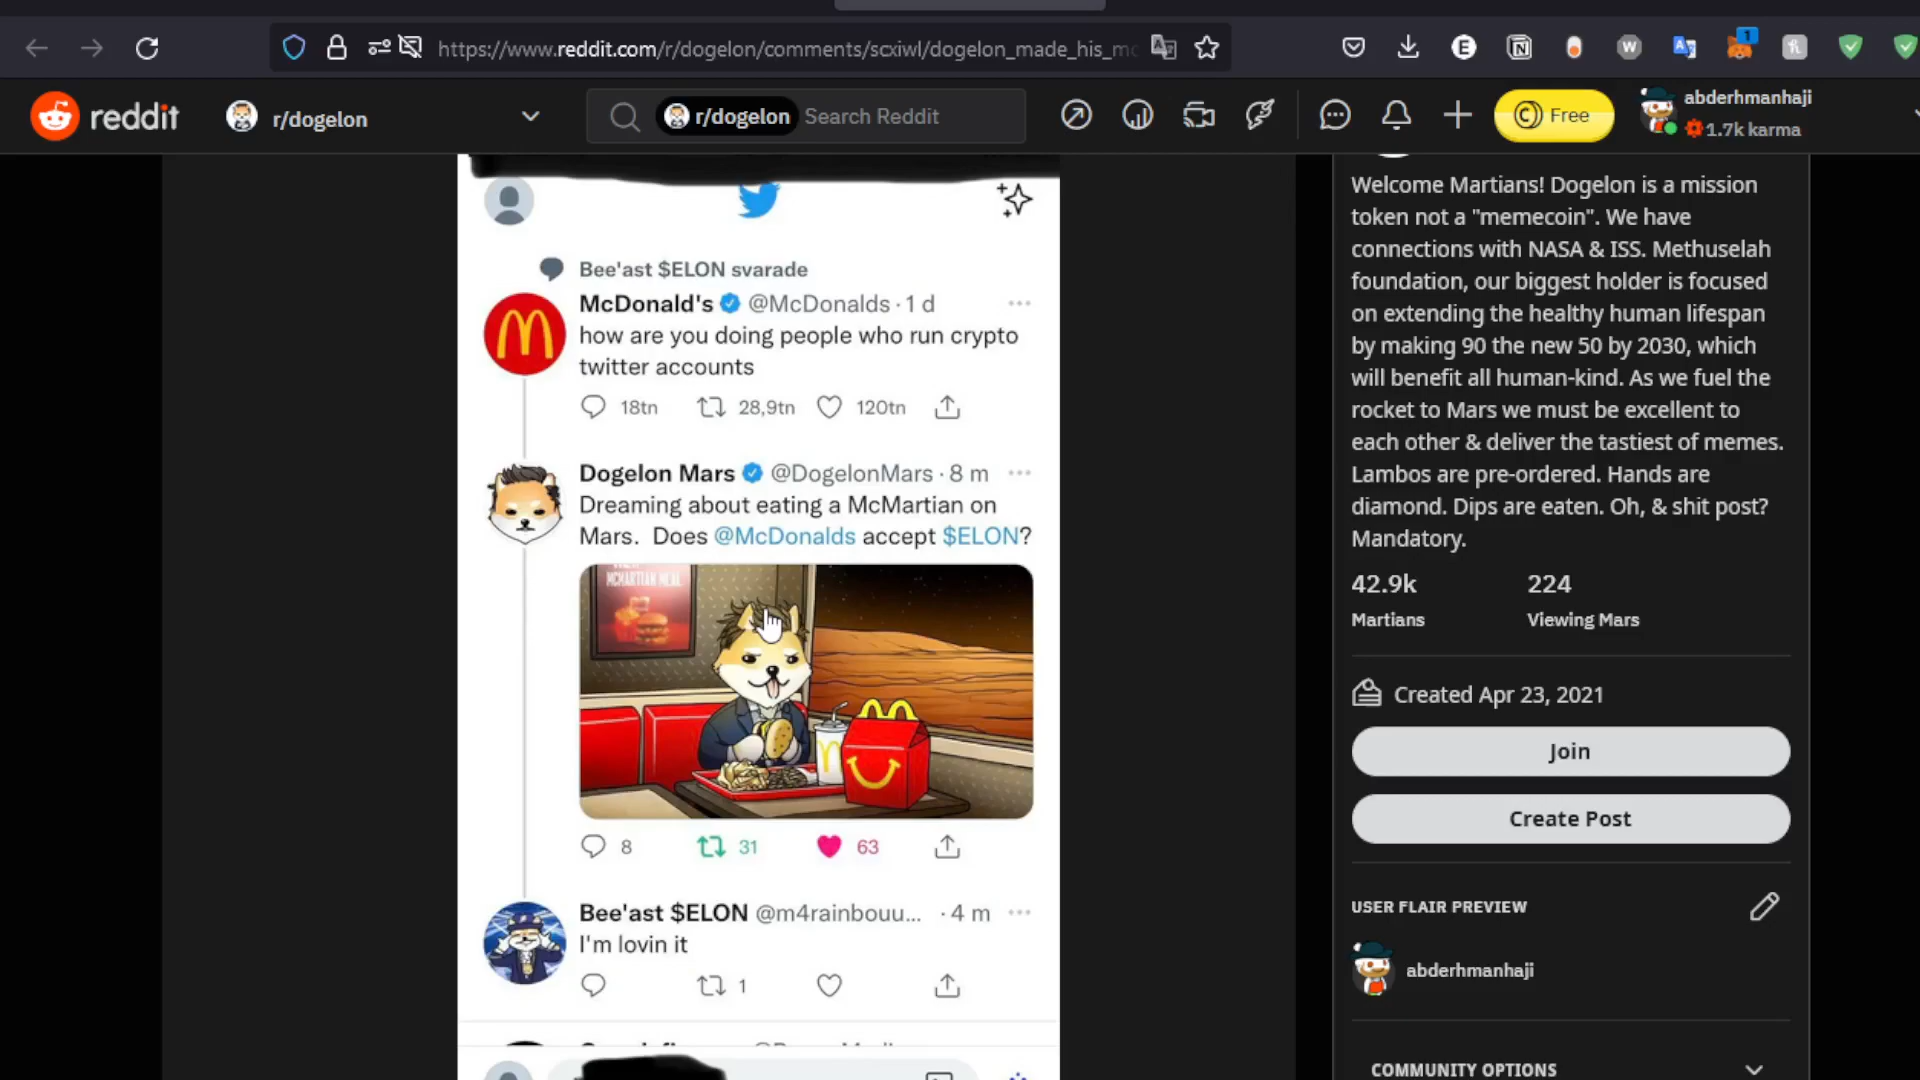 https://www.reddit.com/r/dogelon/comments/scxiwl/dogelon_made_his_mc
reddit
r/dogelon
r/dogelon Search Reddit
Free
abderhmanhaji
1.7k karma
Bee'ast $ELON svarade
McDonald's @McDonalds · 1 d
how are you doing people who run crypto
twitter accounts
18tn 28,9tn 120tn
Dogelon Mars @DogelonMars · 8 m
Dreaming about eating a McMartian on
Mars. Does @McDonalds accept $ELON?
MCMARTIAN MEAL
8 31 63
Bee'ast $ELON @m4rainbouu... · 4 m
I'm lovin it
1
Welcome Martians! Dogelon is a mission
token not a "memecoin". We have
connections with NASA & ISS. Methuselah
foundation, our biggest holder is focused
on extending the healthy human lifespan
by making 90 the new 50 by 2030, which
will benefit all human-kind. As we fuel the
rocket to Mars we must be excellent to
each other & deliver the tastiest of memes.
Lambos are pre-ordered. Hands are
diamond. Dips are eaten. Oh, & shit post?
Mandatory.
42.9k 224
Martians Viewing Mars
Created Apr 23, 2021
Join
Create Post
USER FLAIR PREVIEW
abderhmanhaji
COMMUNITY OPTIONS